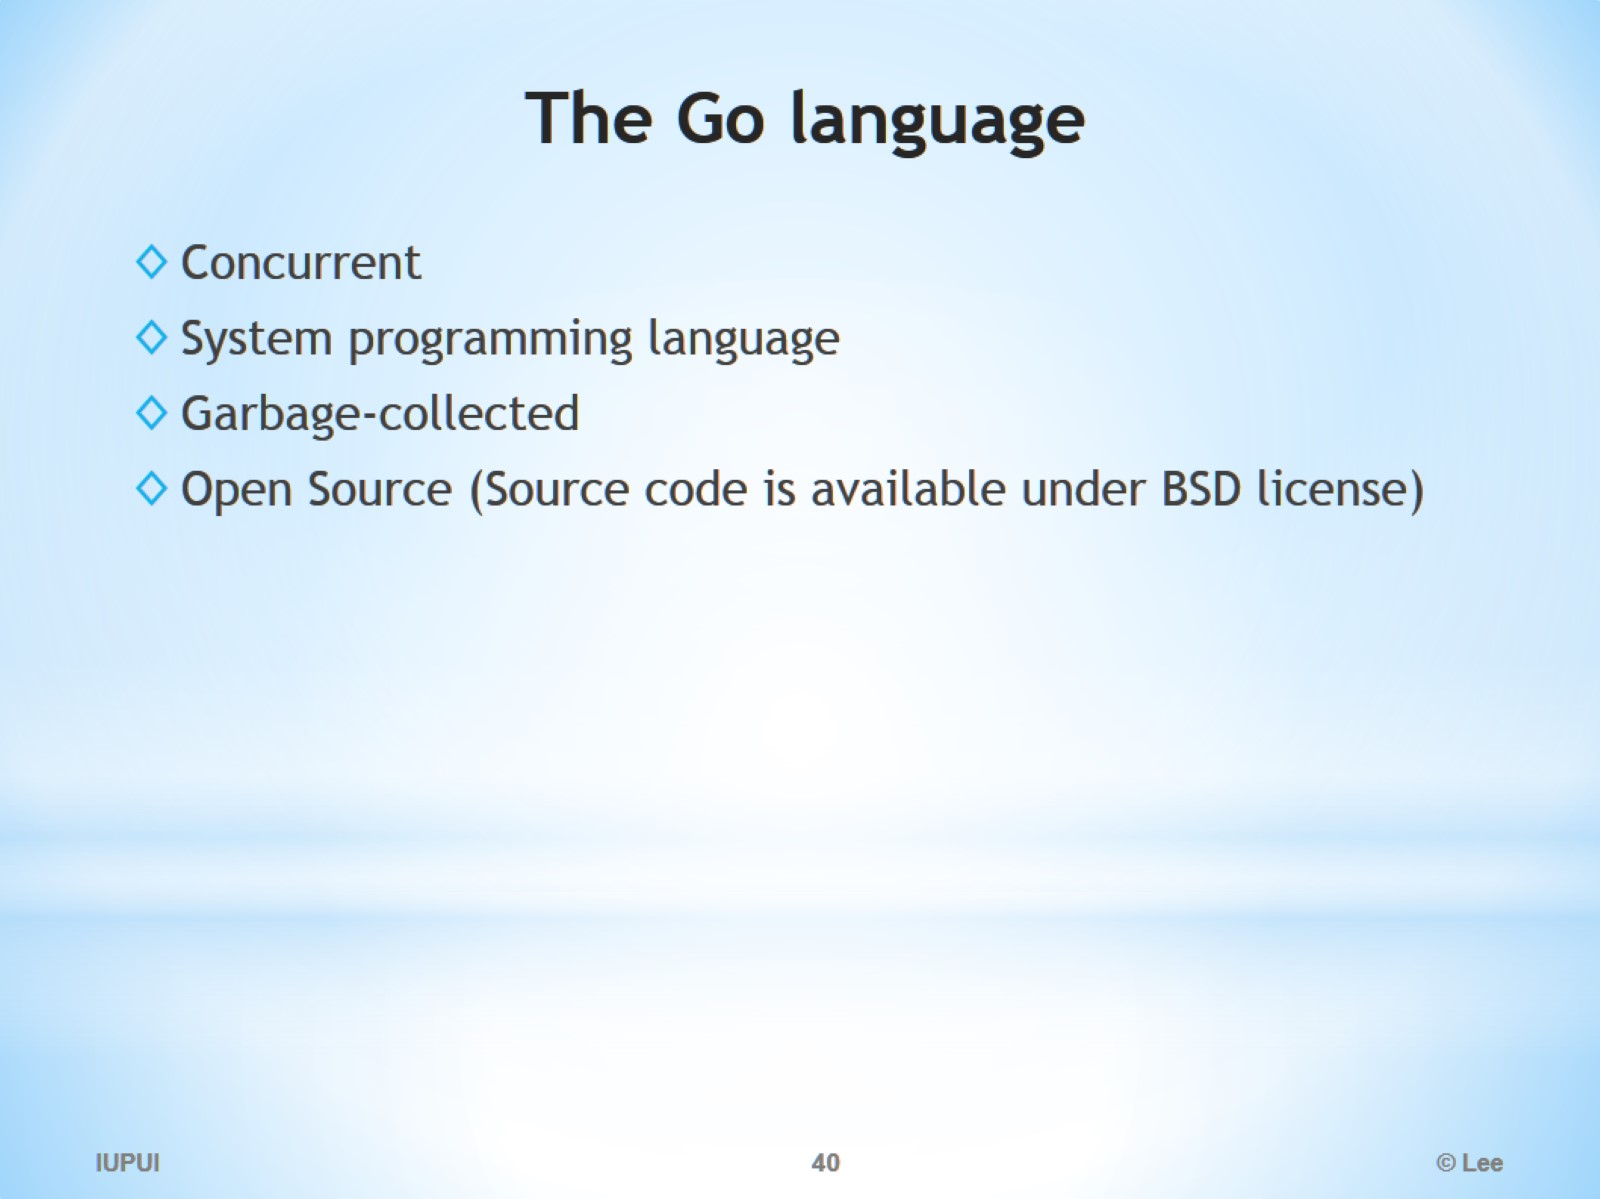 The Go language
Concurrent
System programming language
Garbage-collected
Open Source (Source code is available under BSD license)
IUPUI
40
© Lee